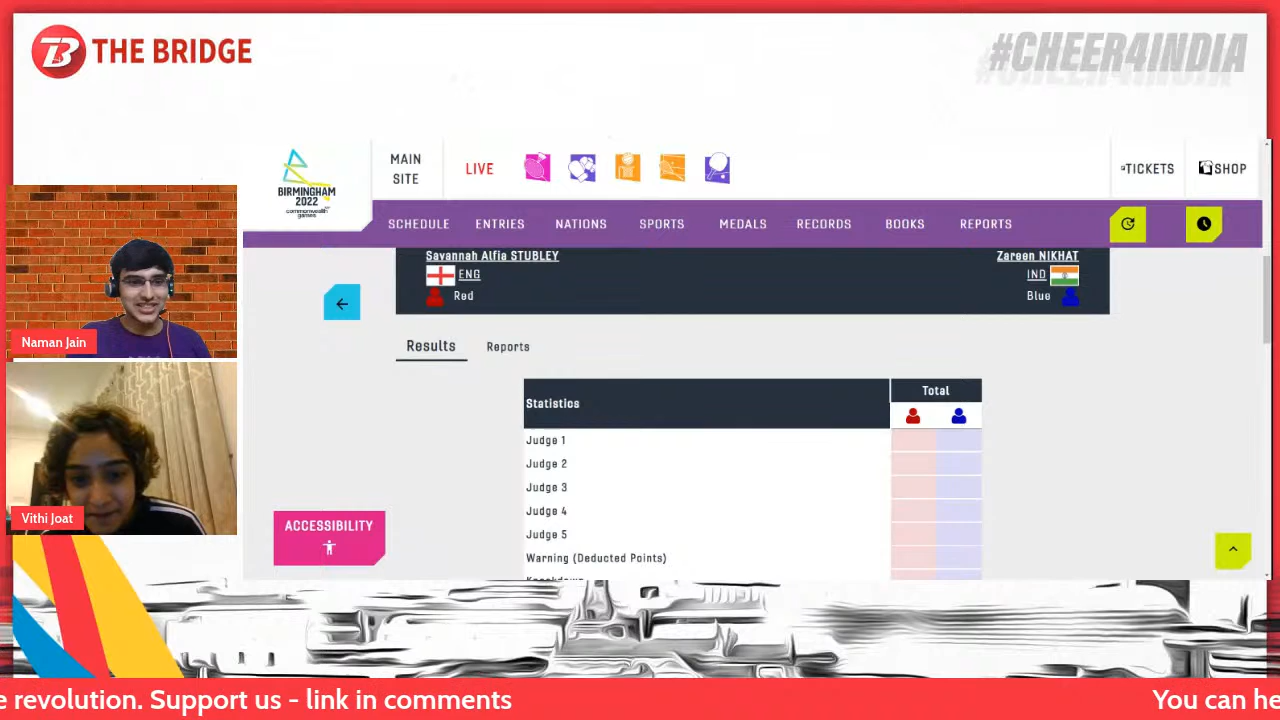 THE BRIDGE
#CHEER4INDIA
BIRMINGHAM
2022
commonwealth
games
MAIN
SITE
LIVE
TICKETS
SHOP
SCHEDULE
ENTRIES
NATIONS
SPORTS
MEDALS
RECORDS
BOOKS
REPORTS
Savannah Alfia STUBLEY
ENG
Red
Zareen NIKHAT
IND
Blue
Results
Reports
Statistics
Total
Judge 1
Judge 2
Judge 3
Judge 4
Judge 5
Warning (Deducted Points)
Naman Jain
Vithi Joat
ACCESSIBILITY
e revolution. Support us - link in comments
You can he